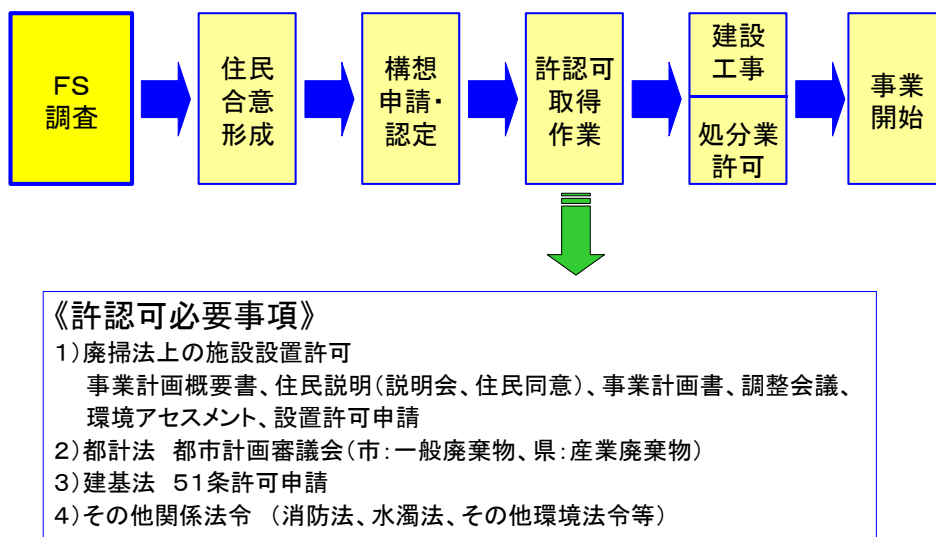 FS
調査
住民
合意
形成
構想
申請・
認定
許認可
取得
作業
建設
工事
処分業
許可
事業
開始
《許認可必要事項》
1)廃掃法上の施設設置許可
事業計画概要書、住民説明(説明会、住民同意)、事業計画書、調整会議、
環境アセスメント、設置許可申請
2)都計法 都市計画審議会(市:一般廃棄物、県:産業廃棄物)
3)建基法 51条許可申請
4)その他関係法令 (消防法、水濁法、その他環境法令等)